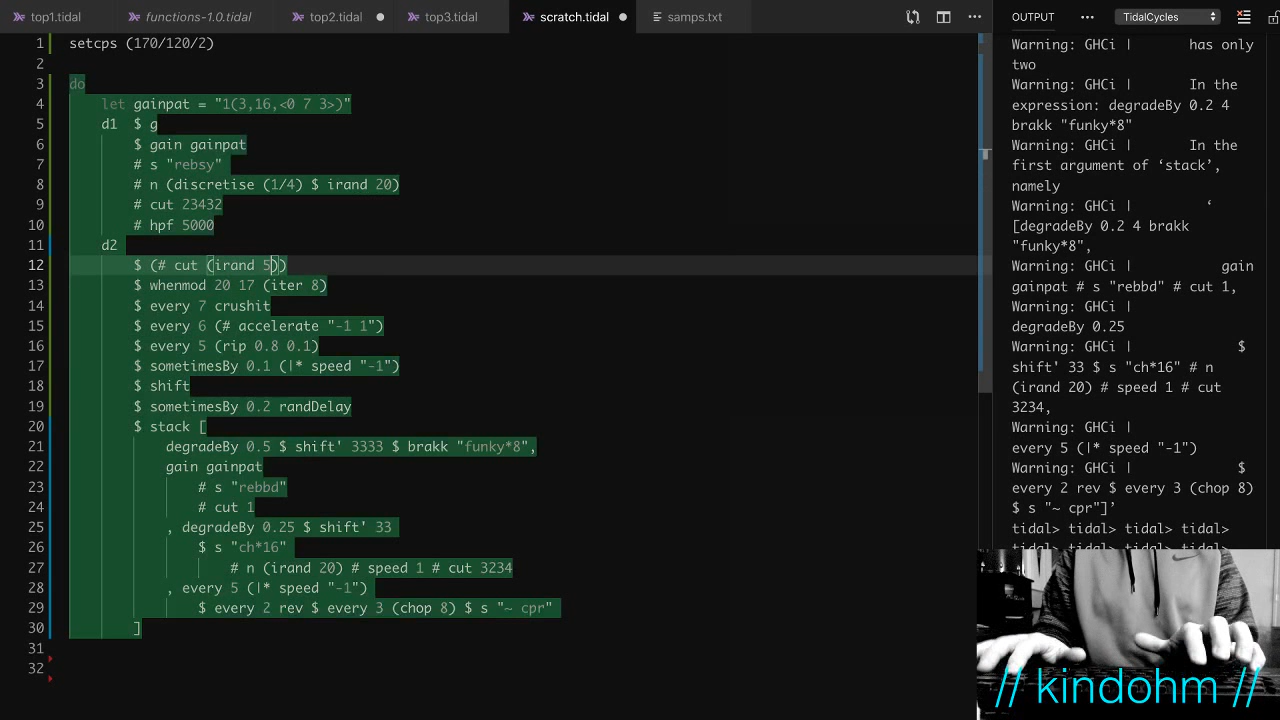 top1.tidal functions-1.0.tidal top2.tidal top3.tidal scratch.tidal samps.txt OUTPUT TidalCycles
1 setcps (170/120/2)
2
3 do
4 let gainpat = "1(3,16,<0 7 3>)"
5 d1 $ g
6 $ gain gainpat
7 # s "rebsy"
8 # n (discretise (1/4) $ irand 20)
9 # cut 23432
10 # hpf 5000
11 d2
12 $ (# cut (irand 5))
13 $ whenmod 20 17 (iter 8)
14 $ every 7 crushit
15 $ every 6 (# accelerate "-1 1")
16 $ every 5 (rip 0.8 0.1)
17 $ sometimesBy 0.1 (|* speed "-1")
18 $ shift
19 $ sometimesBy 0.2 randDelay
20 $ stack [
21 degradeBy 0.5 $ shift' 3333 $ brakk "funky*8",
22 gain gainpat
23 # s "rebbd"
24 # cut 1
25 , degradeBy 0.25 $ shift' 33
26 $ s "ch*16"
27 # n (irand 20) # speed 1 # cut 3234
28 , every 5 (|* speed "-1")
29 $ every 2 rev $ every 3 (chop 8) $ s "~ cpr"
30 ]
31
32
Warning: GHCi | has only
two
Warning: GHCi | In the
expression: degradeBy 0.2 4
brakk "funky*8"
Warning: GHCi | In the
first argument of ‘stack’,
namely
Warning: GHCi | ‘
[degradeBy 0.2 4 brakk
"funky*8",
Warning: GHCi | gain
gainpat # s "rebbd" # cut 1,
Warning: GHCi |
degradeBy 0.25
Warning: GHCi | $
shift' 33 $ s "ch*16" # n
(irand 20) # speed 1 # cut
3234,
Warning: GHCi |
every 5 (|* speed "-1")
Warning: GHCi | $
every 2 rev $ every 3 (chop 8)
$ s "~ cpr"]’
tidal> tidal> tidal> tidal>
tidal> tidal> tidal> tidal>
// kindohm //